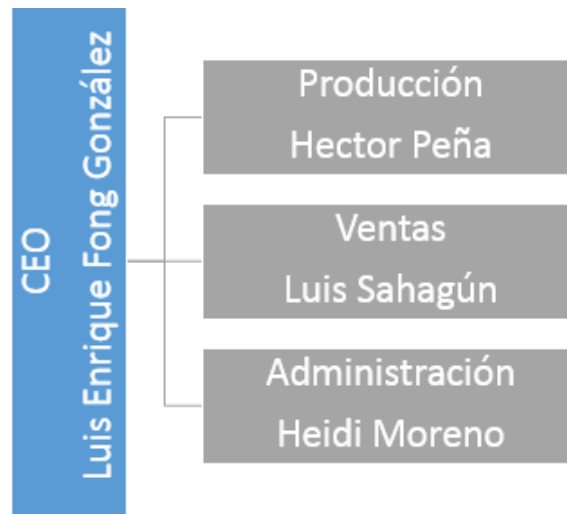 CEO
Luis Enrique Fong González
Producción
Hector Peña
Ventas
Luis Sahagún
Administración
Heidi Moreno